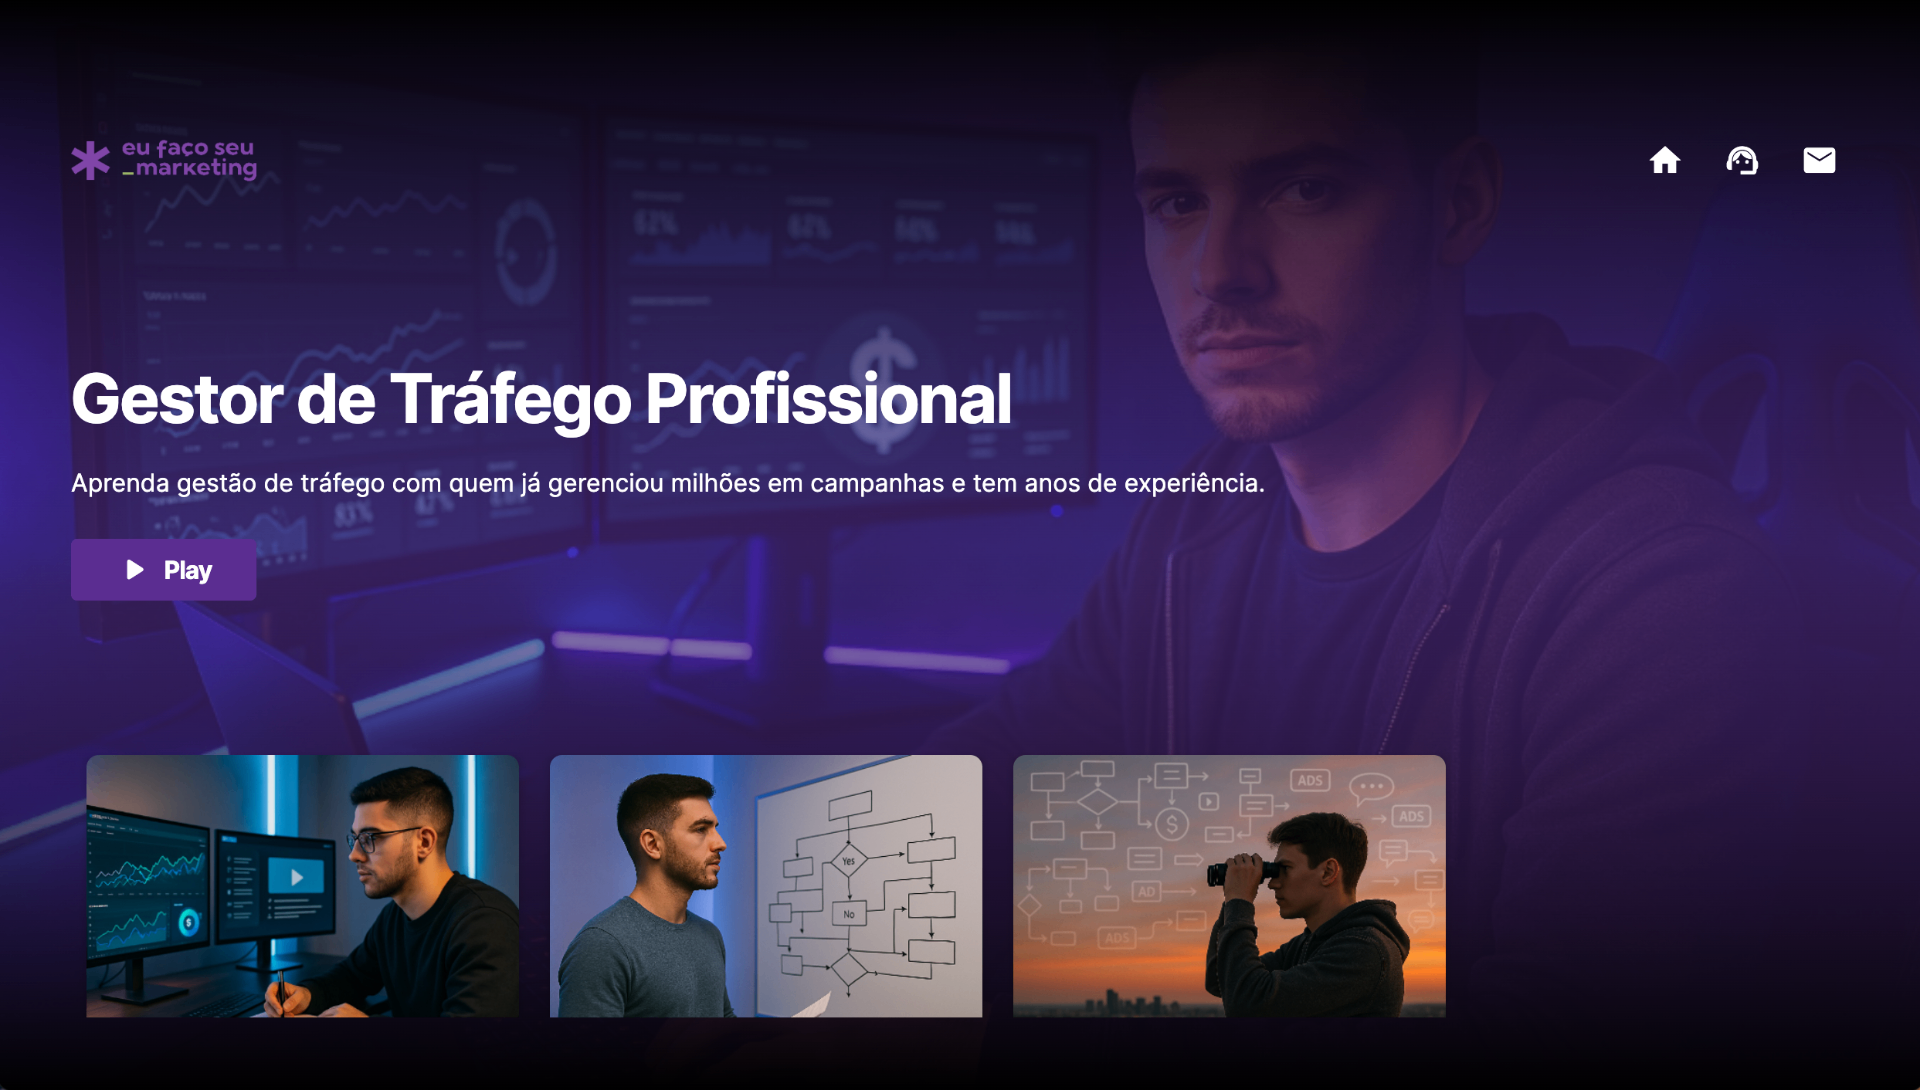 eu faço seu
_marketing
Gestor de Tráfego Profissional
Aprenda gestão de tráfego com quem já gerenciou milhões em campanhas e tem anos de experiência.
Play
Yes
No
ADS
ADS
AD
ADS